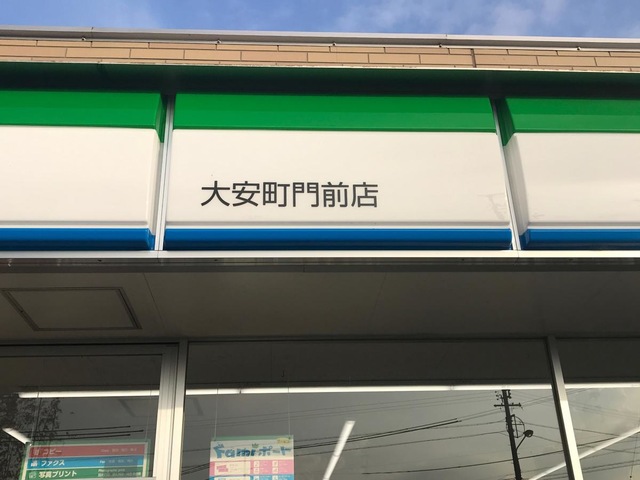 大安町門前店
コピー
ファクス
写真プリント
Famiポート